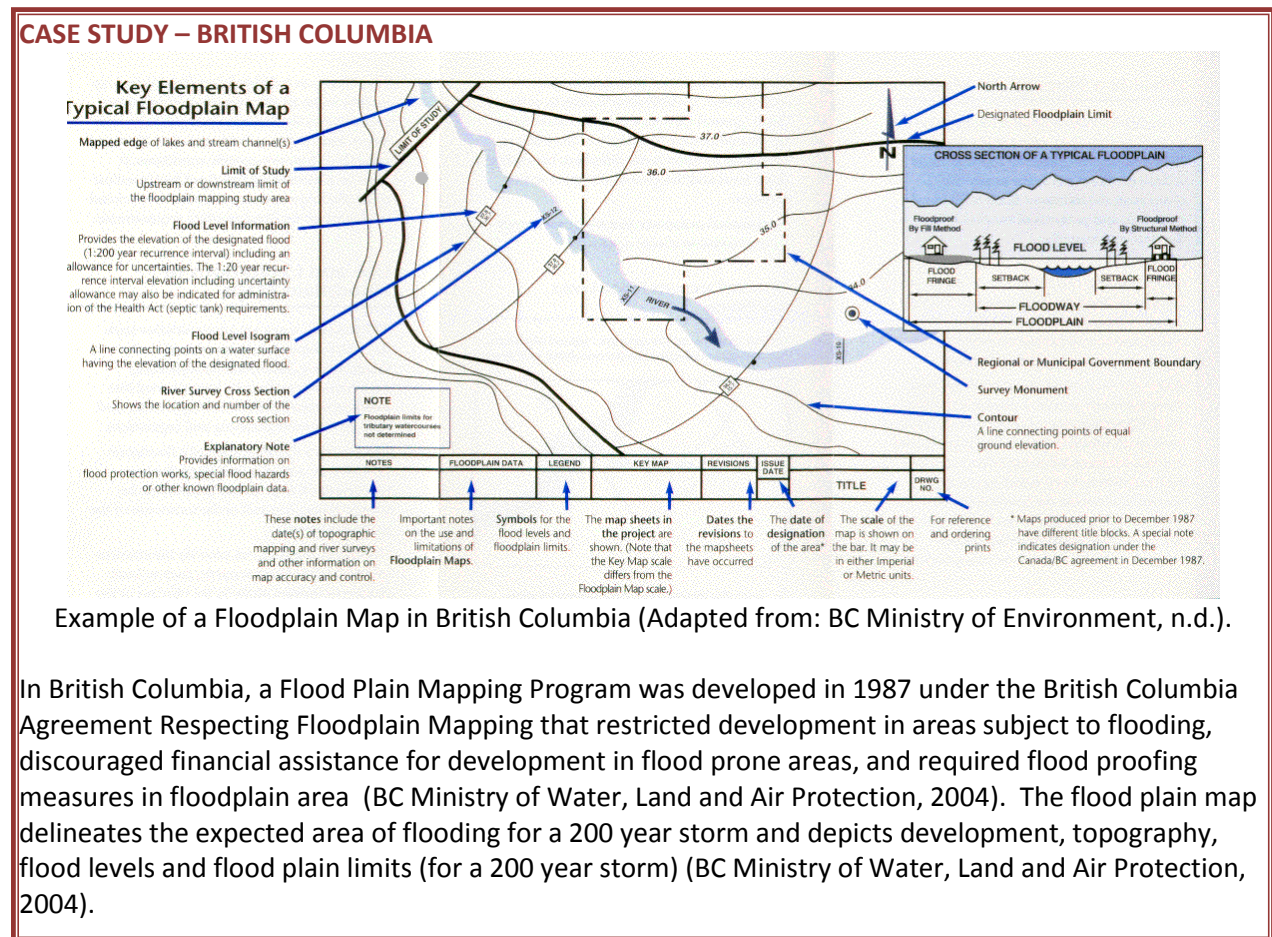 CASE STUDY – BRITISH COLUMBIA
Key Elements of a
Typical Floodplain Map
Mapped edge of lakes and stream channel(s)
Limit of Study
Upstream or downstream limit of
the floodplain mapping study area
Flood Level Information
Provides the elevation of the designated flood
(1:200 year recurrence interval) including an
allowance for uncertainties. The 1:20 year recur-
rence interval elevation including uncertainty
allowance may also be indicated for administra-
ion of the Health Act (septic tank) requirements.
Flood Level Isogram
A line connecting points on a water surface
having the elevation of the designated flood.
River Survey Cross Section
Shows the location and number of the
cross section
Explanatory Note
Provides information on
flood protection works, special flood hazards
or other known floodplain data.
LIMIT OF STUDY
37.0
36.0
35.0
34.0
XS-12
XS-11
XS-10
RIVER
N
NOTE
Floodplain limits for
tributary watercourses
not determined
North Arrow
Designated Floodplain Limit
CROSS SECTION OF A TYPICAL FLOODPLAIN
Floodproof
By Fill Method
Floodproof
By Structural Method
FLOOD LEVEL
FLOOD
FRINGE
SETBACK
SETBACK
FLOOD
FRINGE
FLOODWAY
FLOODPLAIN
Regional or Municipal Government Boundary
Survey Monument
Contour
A line connecting points of equal
ground elevation.
NOTES
FLOODPLAIN DATA
LEGEND
KEY MAP
REVISIONS
ISSUE
DATE
TITLE
DRWG
NO.
These notes include the
date(s) of topographic
mapping and river surveys
and other information on
map accuracy and control.
Important notes
on the use and
limitations of
Floodplain Maps.
Symbols for the
flood levels and
floodplain limits.
The map sheets in
the project are
shown. (Note that
the Key Map scale
differs from the
Floodplain Map scale.)
Dates the
revisions to
the mapsheets
have occurred
The date of
designation
of the area*
The scale of the
map is shown on
the bar. It may be
in either Imperial
or Metric units.
For reference
and ordering
prints
* Maps produced prior to December 1987
have different title blocks. A special note
indicates designation under the
Canada/BC agreement in December 1987.
Example of a Floodplain Map in British Columbia (Adapted from: BC Ministry of Environment, n.d.).
In British Columbia, a Flood Plain Mapping Program was developed in 1987 under the British Columbia
Agreement Respecting Floodplain Mapping that restricted development in areas subject to flooding,
discouraged financial assistance for development in flood prone areas, and required flood proofing
measures in floodplain area  (BC Ministry of Water, Land and Air Protection, 2004).  The flood plain map
delineates the expected area of flooding for a 200 year storm and depicts development, topography,
flood levels and flood plain limits (for a 200 year storm) (BC Ministry of Water, Land and Air Protection,
2004).